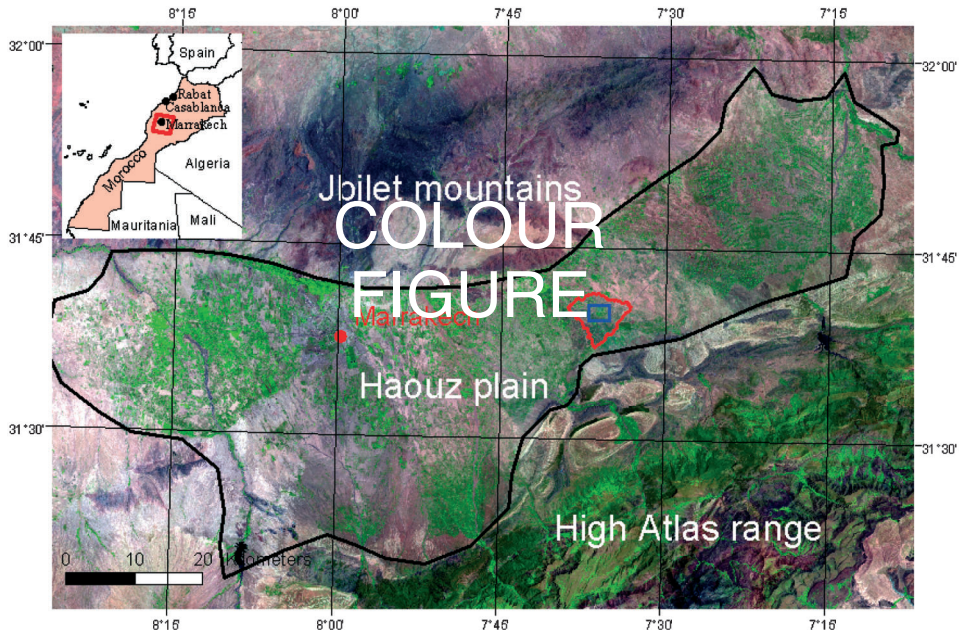 8°15'
8°00'
7°45'
7°30'
7°15'
32°00'
32°00'
Spain
Rabat
Casablanca
Marrakech
Morocco
Algeria
Mauritania
Mali
Jbilet mountains
COLOUR
FIGURE
31°45'
31°45'
Marrakech
Haouz plain
31°30'
31°30'
High Atlas range
0 10 20 Kilometers
8°15'
8°00'
7°45'
7°30'
7°15'